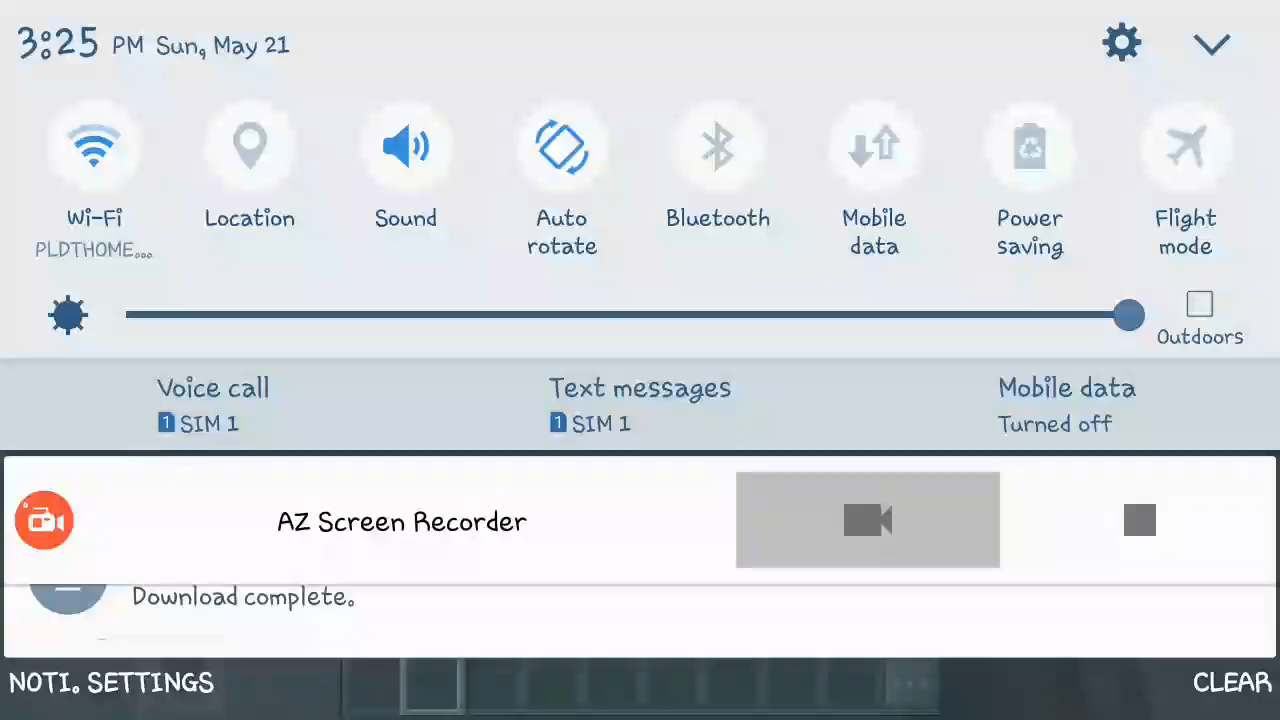 3:25 PM Sun, May 21
Wi-Fi
PLDTHOME...
Location
Sound
Auto
rotate
Bluetooth
Mobile
data
Power
saving
Flight
mode
Outdoors
Voice call
1 SIM 1
Text messages
1 SIM 1
Mobile data
Turned off
AZ Screen Recorder
Download complete.
NOTI. SETTINGS
CLEAR